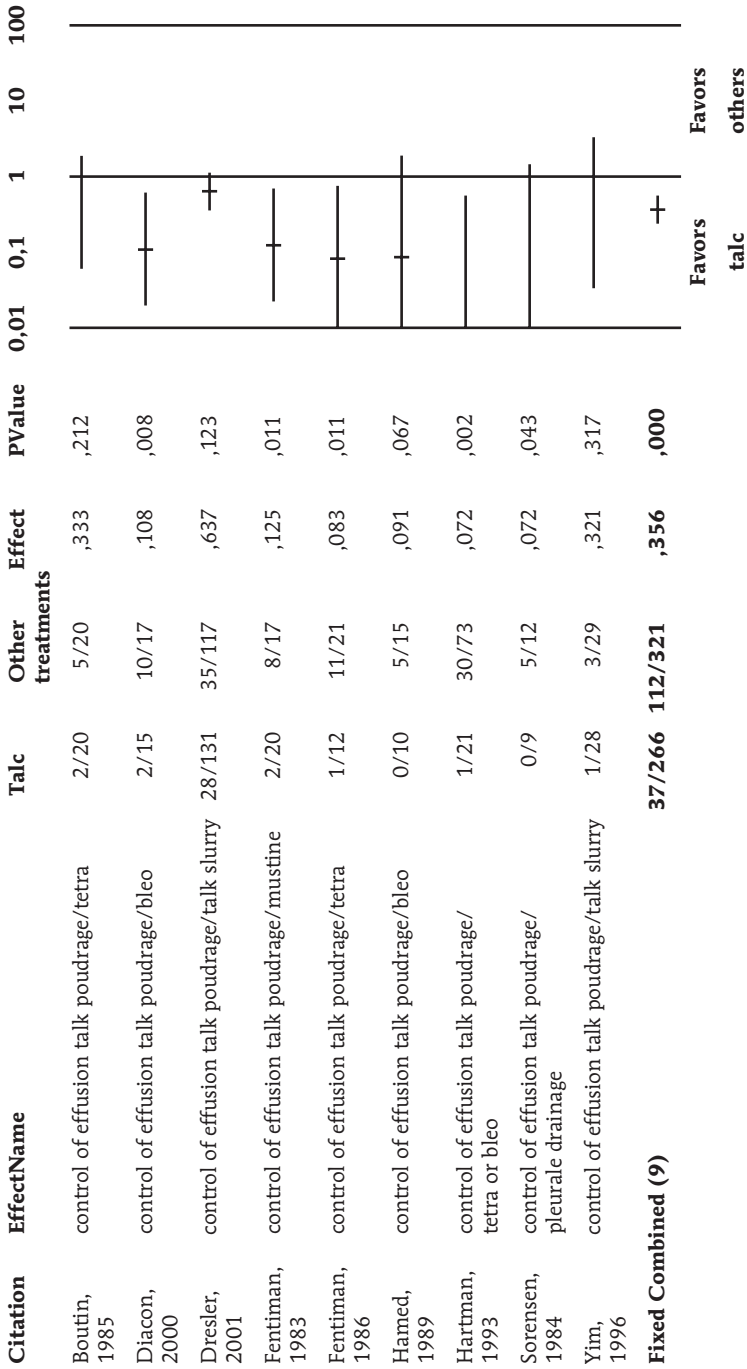 Citation EffectName Talc Other Effect PValue 0,01 0,1 1 10 100
treatments
Boutin, control of effusion talk poudrage/tetra 2/20 5/20 ,333 ,212
1985
Diacon, control of effusion talk poudrage/bleo 2/15 10/17 ,108 ,008
2000
Dresler, control of effusion talk poudrage/talk slurry 28/131 35/117 ,637 ,123
2001
Fentiman, control of effusion talk poudrage/mustine 2/20 8/17 ,125 ,011
1983
Fentiman, control of effusion talk poudrage/tetra 1/12 11/21 ,083 ,011
1986
Hamed, control of effusion talk poudrage/bleo 0/10 5/15 ,091 ,067
1989
Hartman, control of effusion talk poudrage/ 1/21 30/73 ,072 ,002
1993 tetra or bleo
Sorensen, control of effusion talk poudrage/ 0/9 5/12 ,072 ,043
1984 pleurale drainage
Yim, control of effusion talk poudrage/talk slurry 1/28 3/29 ,321 ,317
1996
Fixed Combined (9) 37/266 112/321 ,356 ,000
Favors Favors
talc others